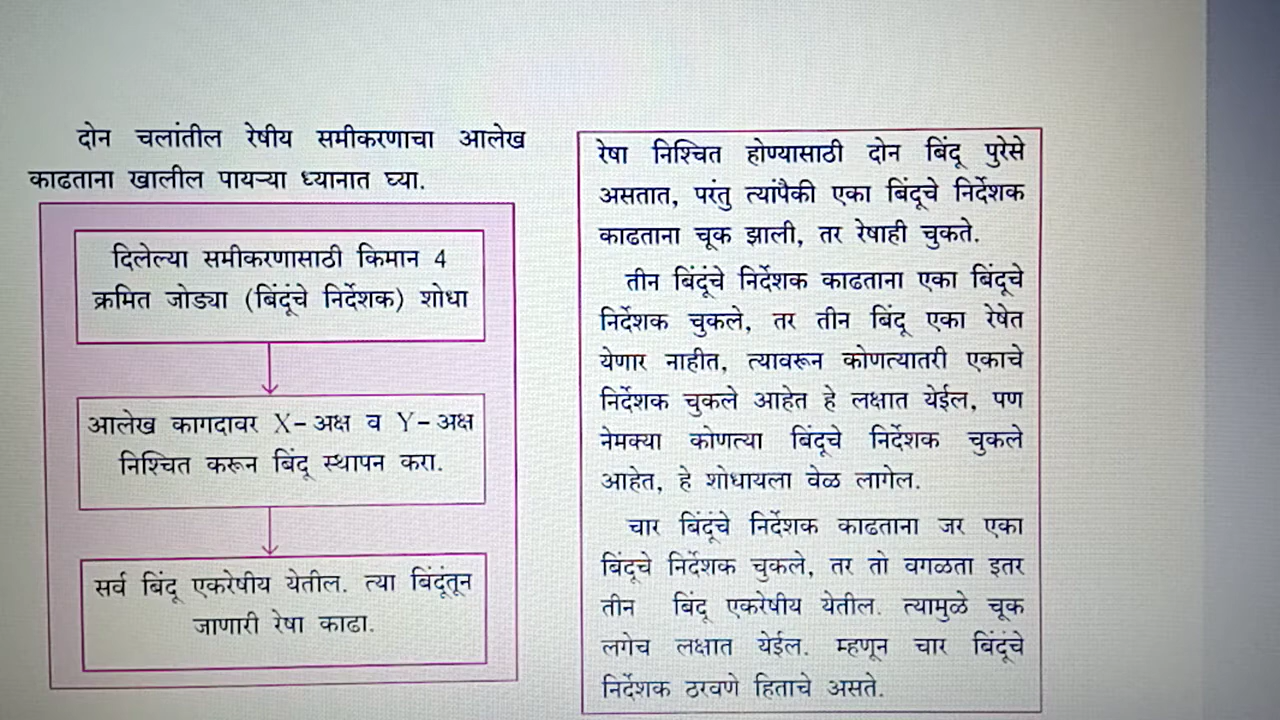 दोन चलांतील रेषीय समीकरणाचा आलेख
काढताना खालील पायऱ्या ध्यानात घ्या.
दिलेल्या समीकरणासाठी किमान 4
क्रमित जोड्या (बिंदूंचे निर्देशक) शोधा
आलेख कागदावर X-अक्ष व Y-अक्ष
निश्चित करून बिंदू स्थापन करा.
सर्व बिंदू एकरेषीय येतील. त्या बिंदूंतून
जाणारी रेषा काढा.
रेषा निश्चित होण्यासाठी दोन बिंदू पुरेसे
असतात, परंतु त्यांपैकी एका बिंदूचे निर्देशक
काढताना चूक झाली, तर रेषाही चुकते.
तीन बिंदूंचे निर्देशक काढताना एका बिंदूचे
निर्देशक चुकले, तर तीन बिंदू एका रेषेत
येणार नाहीत, त्यावरून कोणत्यातरी एकाचे
निर्देशक चुकले आहेत हे लक्षात येईल, पण
नेमक्या कोणत्या बिंदूचे निर्देशक चुकले
आहेत, हे शोधायला वेळ लागेल.
चार बिंदूंचे निर्देशक काढताना जर एका
बिंदूचे निर्देशक चुकले, तर तो वगळता इतर
तीन बिंदू एकरेषीय येतील. त्यामुळे चूक
लगेच लक्षात येईल. म्हणून चार बिंदूंचे
निर्देशक ठरवणे हिताचे असते.